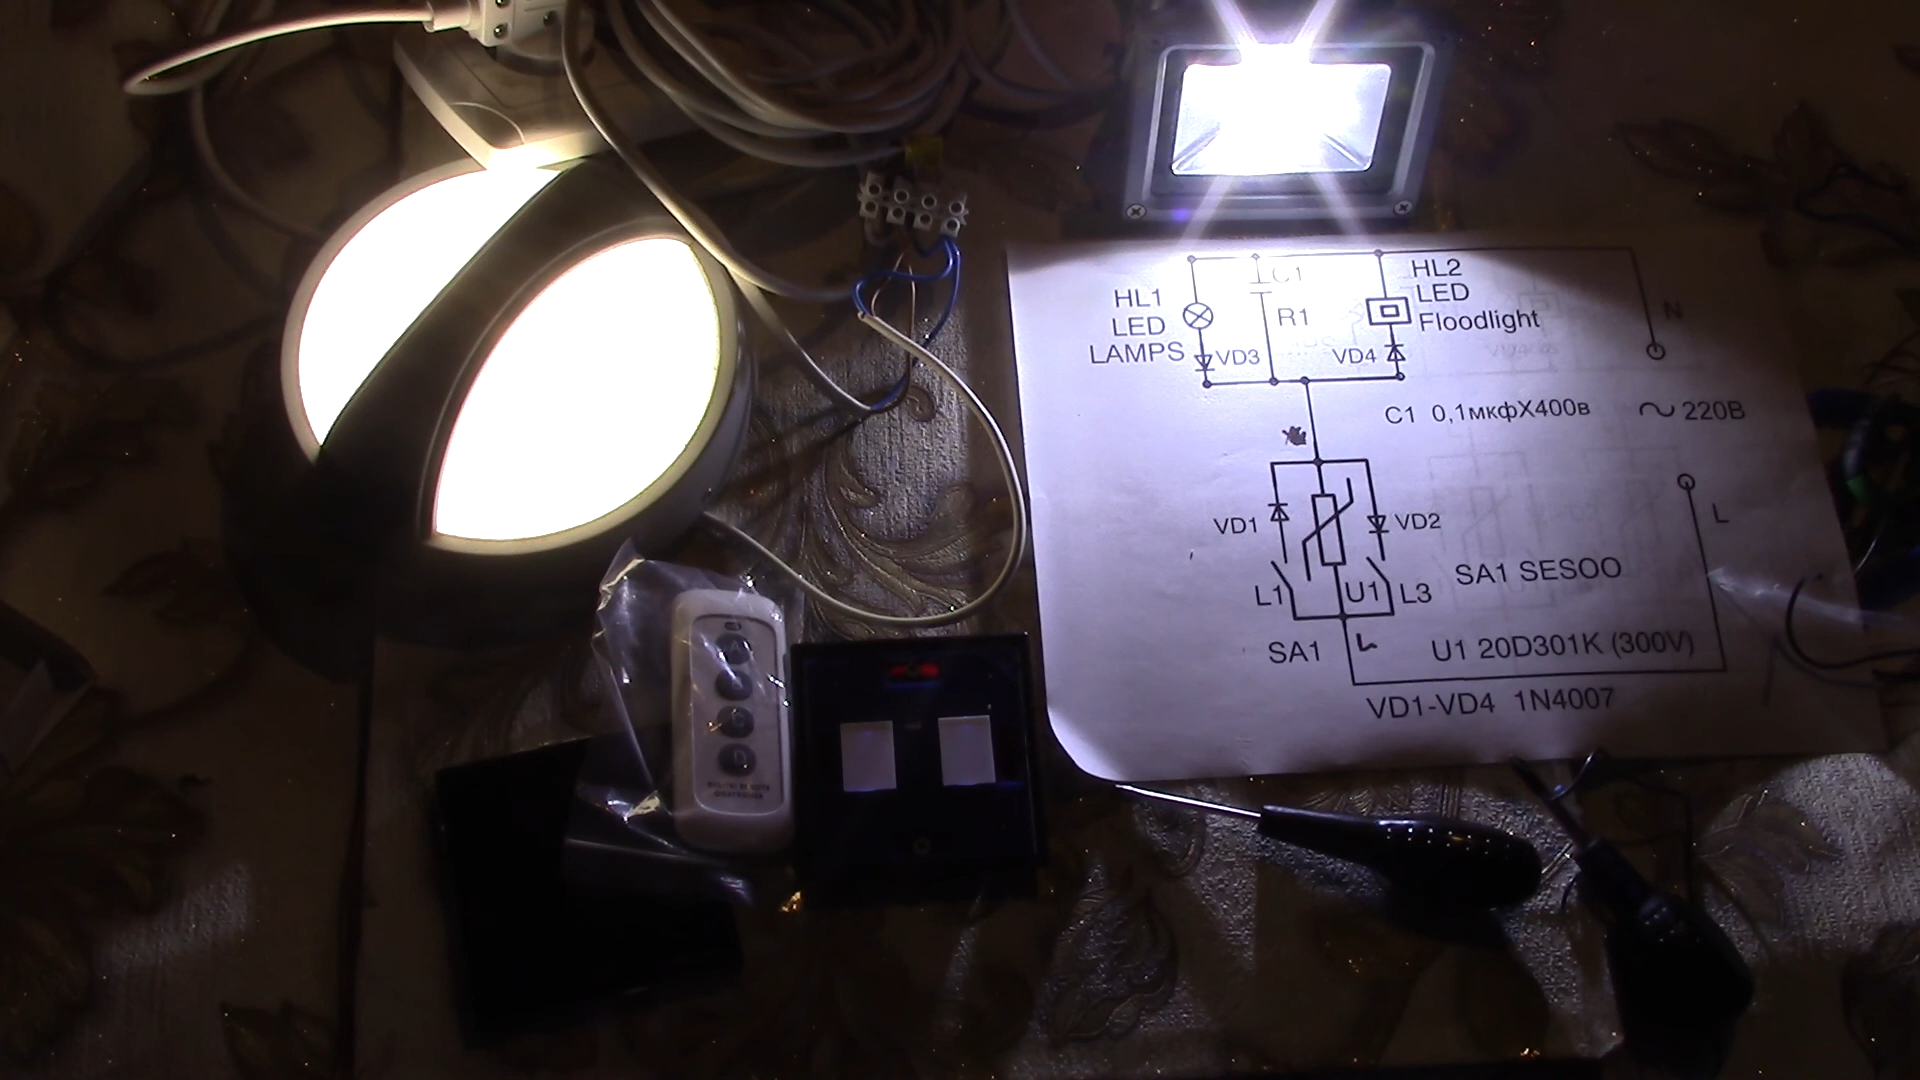 C1
HL1
LED
LAMPS
R1
HL2
LED
Floodlight
N
VD3
VD4
C1 0,1мкфХ400в
~ 220В
VD1
VD2
L
L1
U1
L3
SA1 SESOO
SA1
L
U1 20D301K (300V)
VD1-VD4 1N4007
A
D